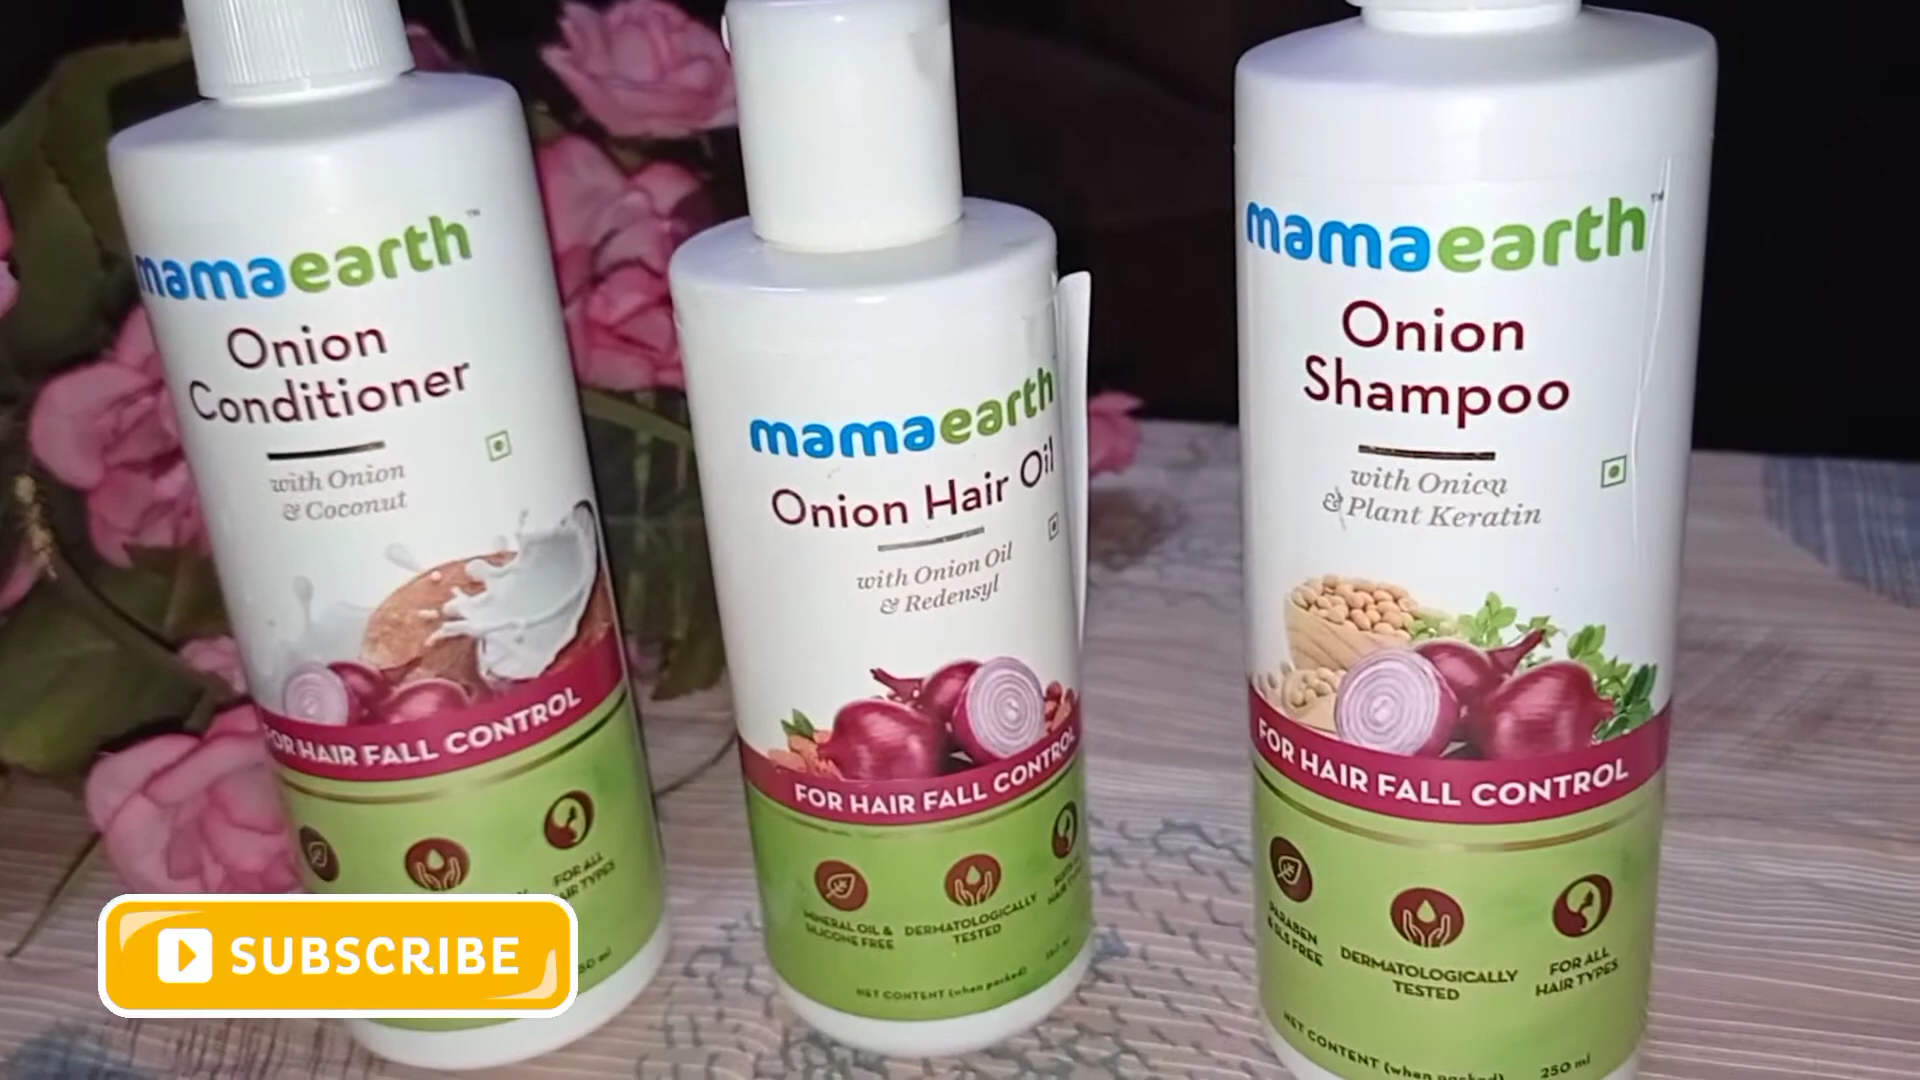 mamaearth™
Onion
Conditioner
with Onion
& Coconut
FOR HAIR FALL CONTROL
FOR ALL
HAIR TYPES
mamaearth
Onion Hair Oil
with Onion Oil
& Redensyl
FOR HAIR FALL CONTROL
MINERAL OIL &
SILICONE FREE
DERMATOLOGICALLY
TESTED
NET CONTENT (when packed)
mamaearth™
Onion
Shampoo
with Onion
& Plant Keratin
FOR HAIR FALL CONTROL
PARABEN
& SLS FREE
DERMATOLOGICALLY
TESTED
FOR ALL
HAIR TYPES
NET CONTENT (when packed) 250 ml
SUBSCRIBE